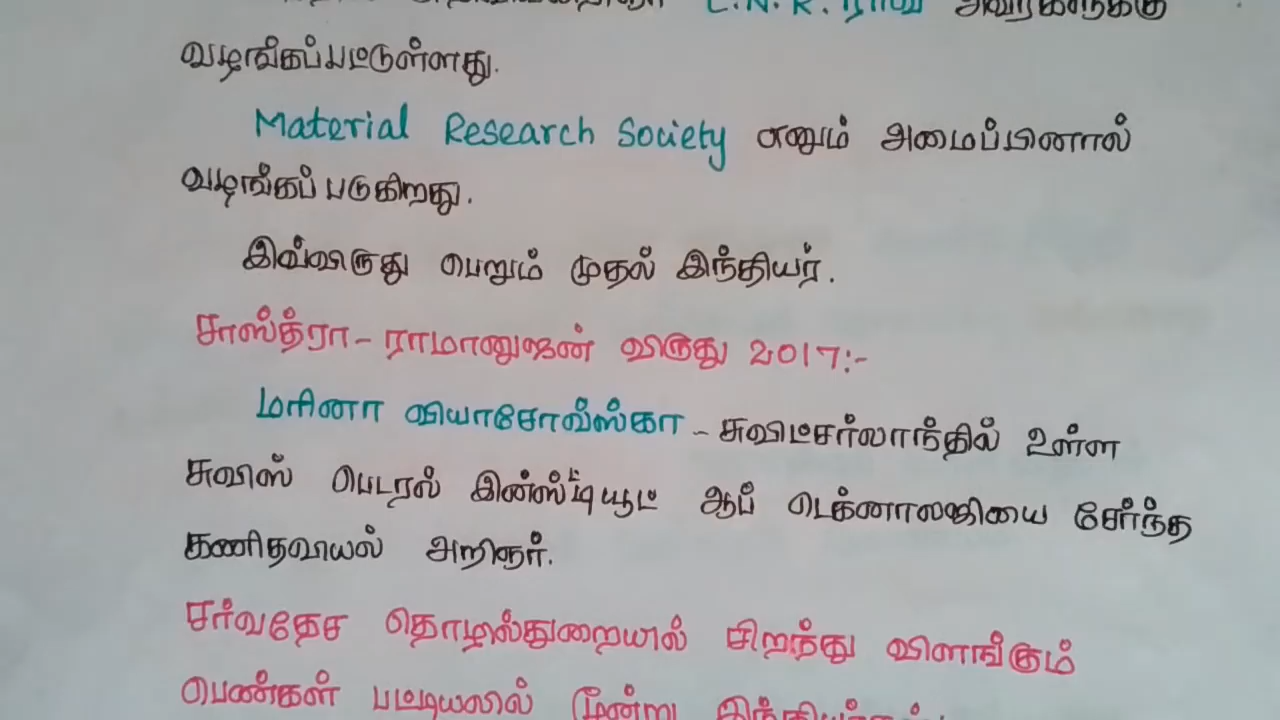 C.N.R. ராவ் அவர்களுக்கு
வழங்கப்பட்டுள்ளது.
Material Research Society எனும் அமைப்பினால்
வழங்கப் படுகிறது.
இவ்விருது பெறும் முதல் இந்தியர்.
சாஸ்த்ரா - ராமானுஜன் விருது 2017:-
மரினா வியாசோவ்ஸ்கா - சுவிட்சர்லாந்தில் உள்ள
சுவிஸ் பெடரல் இன்ஸ்டியூட் ஆப் டெக்னாலஜியை சேர்ந்த
கணிதவியல் அறிஞர்.
சர்வதேச தொழில்துறையில் சிறந்து விளங்கும்
பெண்கள் பட்டியலில் மூன்று